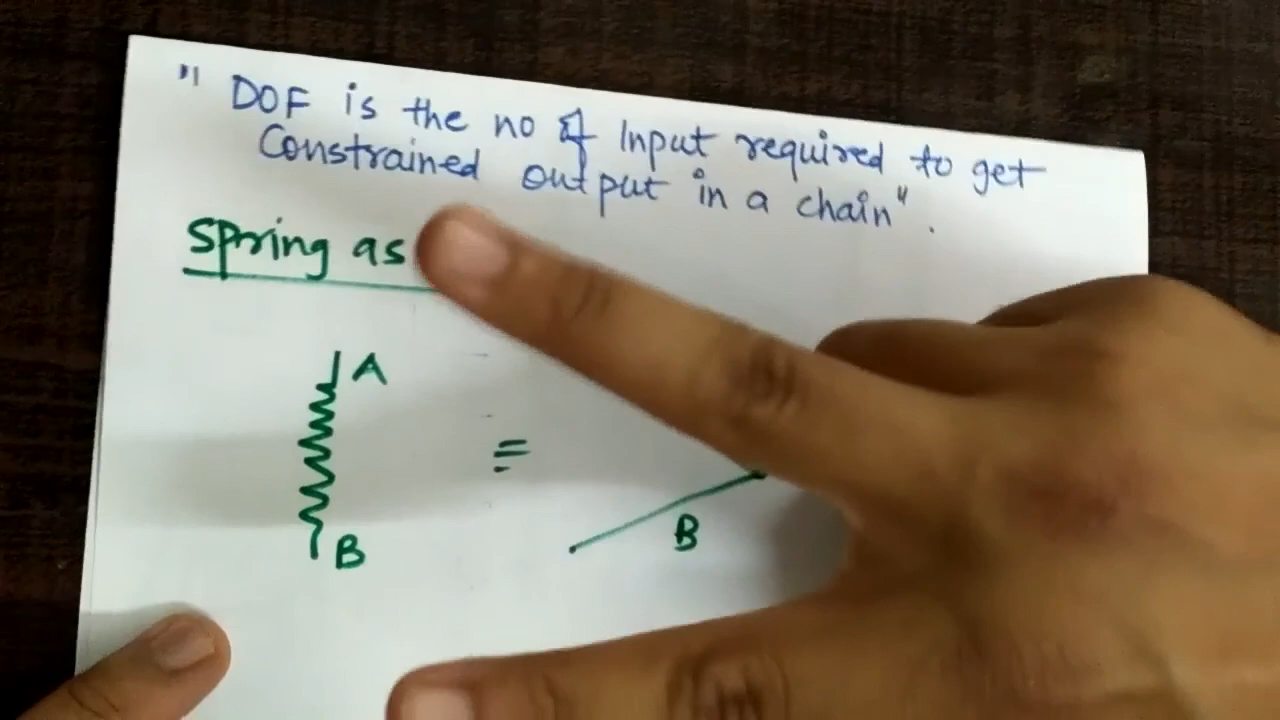 " DOF is the no of Input required to get
Constrained output in a chain".
Spring as
A
=
B
B